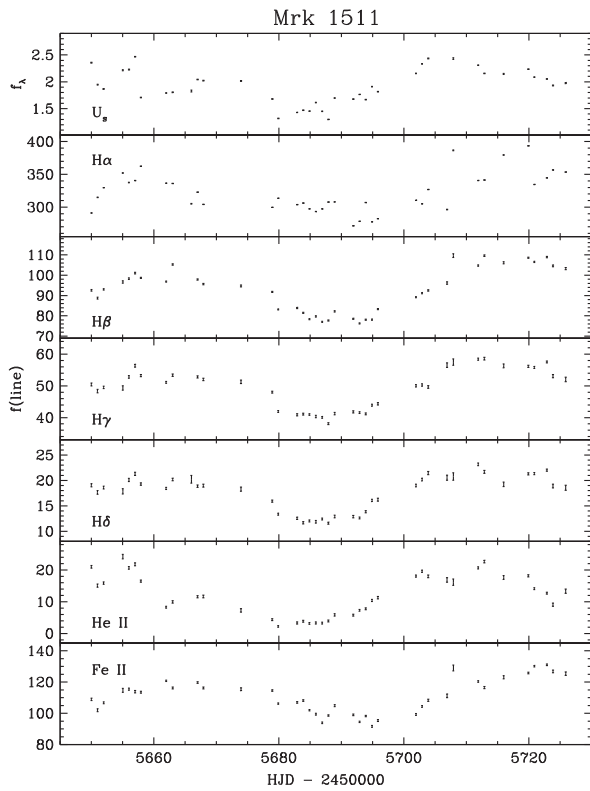 Mrk 1511
2.5
2
1.5
f_λ
U_s
400
350
300
Hα
110
100
90
80
70
Hβ
60
50
40
f(line)
Hγ
25
20
15
10
Hδ
20
10
0
He II
140
120
100
80
Fe II
5660 5680 5700 5720
HJD − 2450000